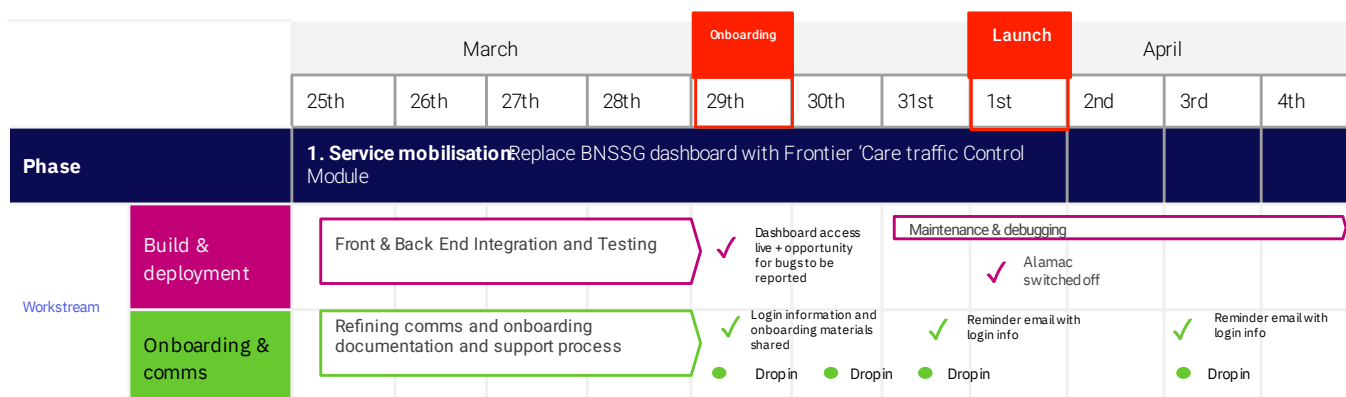 March
Onboarding
Launch
April
25th
26th
27th
28th
29th
30th
31st
1st
2nd
3rd
4th
Phase
1. Service mobilisation: Replace BNSSG dashboard with Frontier ‘Care traffic Control
Module
Workstream
Build &
deployment
Front & Back End Integration and Testing
Dashboard access
live + opportunity
for bugs to be
reported
Maintenance & debugging
Alamac
switched off
Onboarding &
comms
Refining comms and onboarding
documentation and support process
Login information and
onboarding materials
shared
Reminder email with
login info
Reminder email with
login info
Drop in
Drop in
Drop in
Drop in